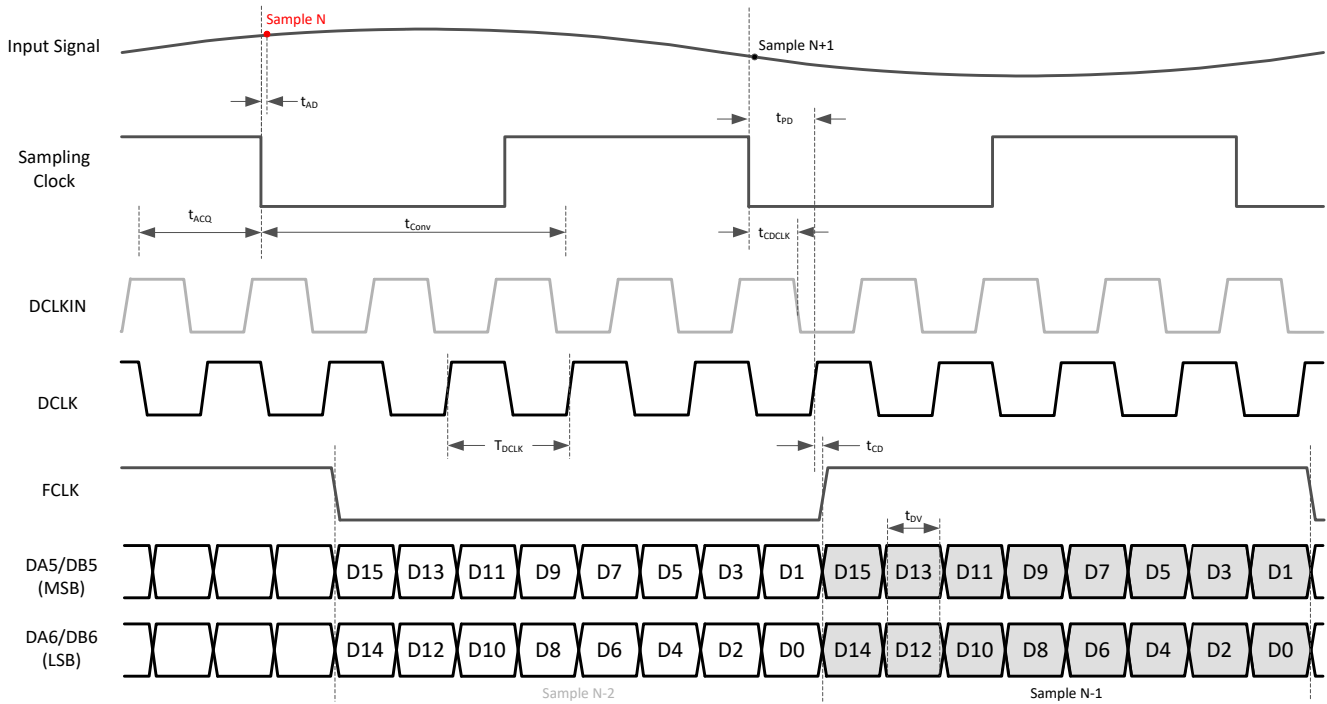 Sample N
Input Signal
Sample N+1
tAD
tPD
Sampling
Clock
tACQ
tConv
tCDCLK
DCLKIN
DCLK
TDCLK
tCD
FCLK
tDV
DA5/DB5
(MSB)
D15 D13 D11 D9 D7 D5 D3 D1 D15 D13 D11 D9 D7 D5 D3 D1
DA6/DB6
(LSB)
D14 D12 D10 D8 D6 D4 D2 D0 D14 D12 D10 D8 D6 D4 D2 D0
Sample N-2 Sample N-1